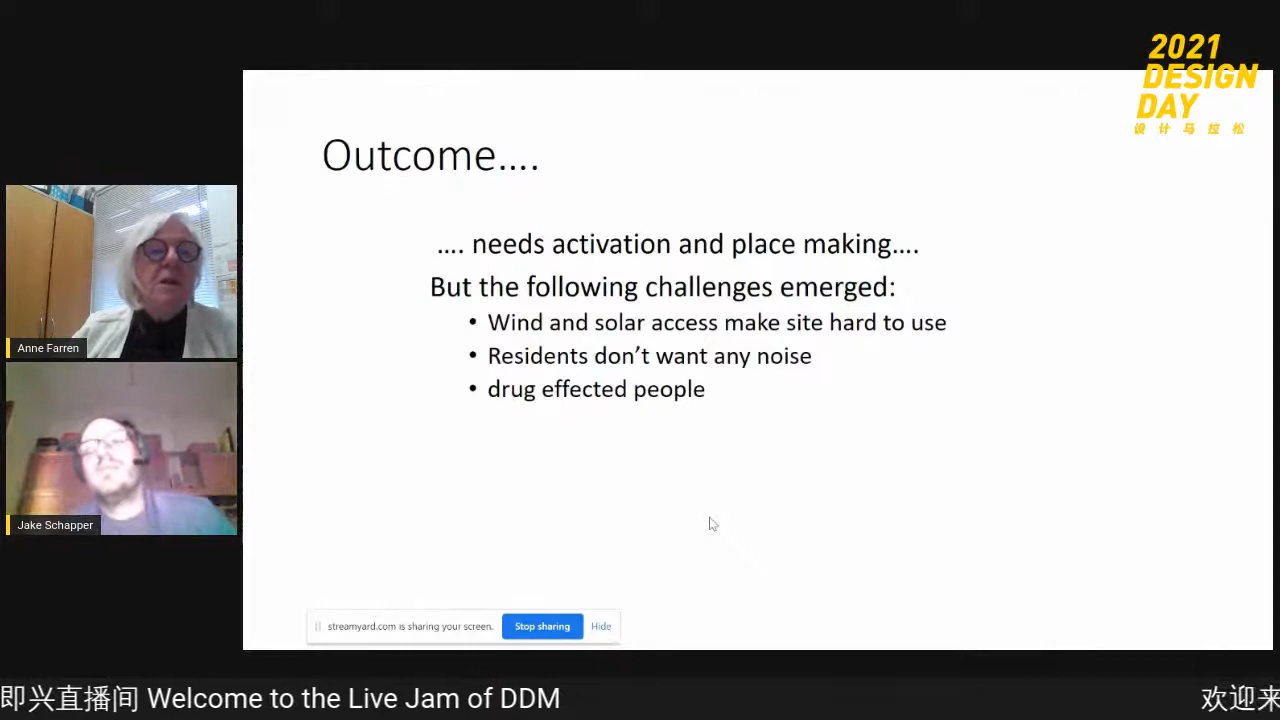 2021
DESIGN
DAY
设计马拉松
Outcome….
…. needs activation and place making….
But the following challenges emerged:
• Wind and solar access make site hard to use
• Residents don’t want any noise
• drug effected people
Anne Farren
Jake Schapper
streamyard.com is sharing your screen.
Stop sharing
Hide
即兴直播间 Welcome to the Live Jam of DDM
欢迎来